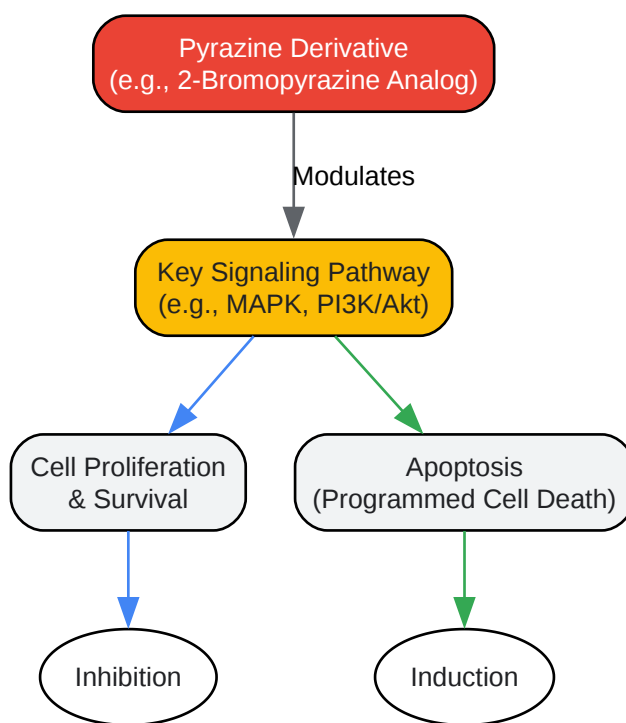 Pyrazine Derivative
(e.g., 2-Bromopyrazine Analog)
Modulates
Key Signaling Pathway
(e.g., MAPK, PI3K/Akt)
Cell Proliferation
& Survival
Apoptosis
(Programmed Cell Death)
Inhibition
Induction